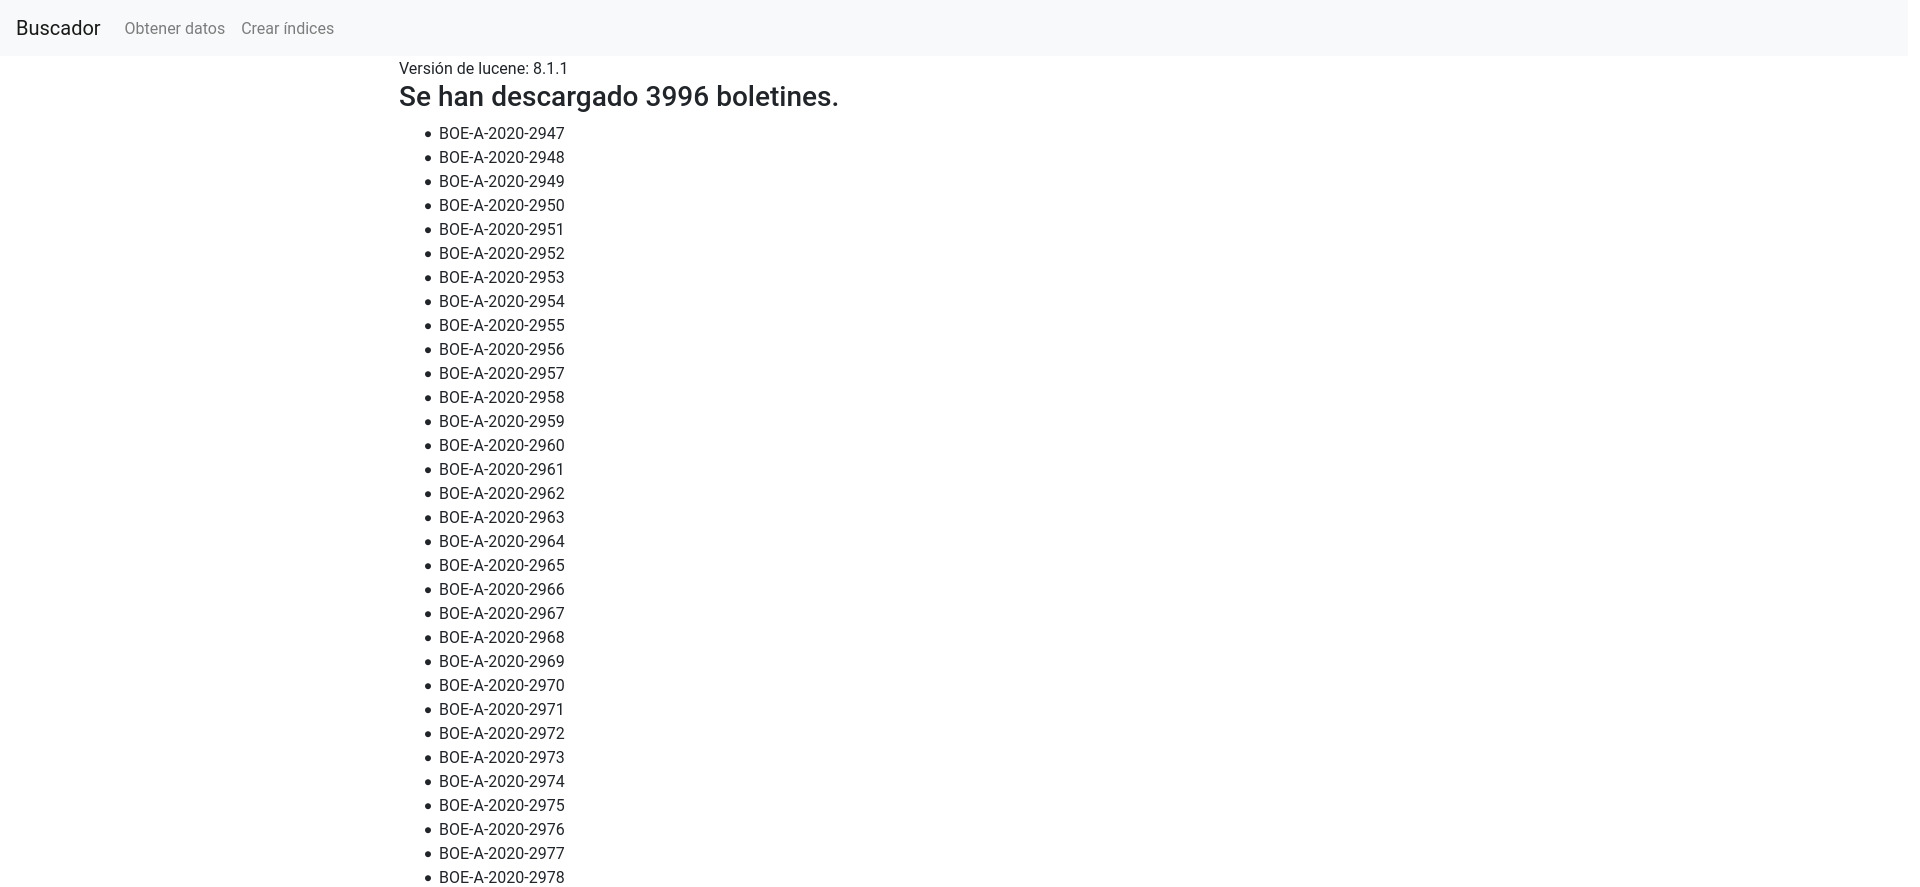 Buscador Obtener datos Crear índices
Versión de lucene: 8.1.1
Se han descargado 3996 boletines.
• BOE-A-2020-2947
• BOE-A-2020-2948
• BOE-A-2020-2949
• BOE-A-2020-2950
• BOE-A-2020-2951
• BOE-A-2020-2952
• BOE-A-2020-2953
• BOE-A-2020-2954
• BOE-A-2020-2955
• BOE-A-2020-2956
• BOE-A-2020-2957
• BOE-A-2020-2958
• BOE-A-2020-2959
• BOE-A-2020-2960
• BOE-A-2020-2961
• BOE-A-2020-2962
• BOE-A-2020-2963
• BOE-A-2020-2964
• BOE-A-2020-2965
• BOE-A-2020-2966
• BOE-A-2020-2967
• BOE-A-2020-2968
• BOE-A-2020-2969
• BOE-A-2020-2970
• BOE-A-2020-2971
• BOE-A-2020-2972
• BOE-A-2020-2973
• BOE-A-2020-2974
• BOE-A-2020-2975
• BOE-A-2020-2976
• BOE-A-2020-2977
• BOE-A-2020-2978